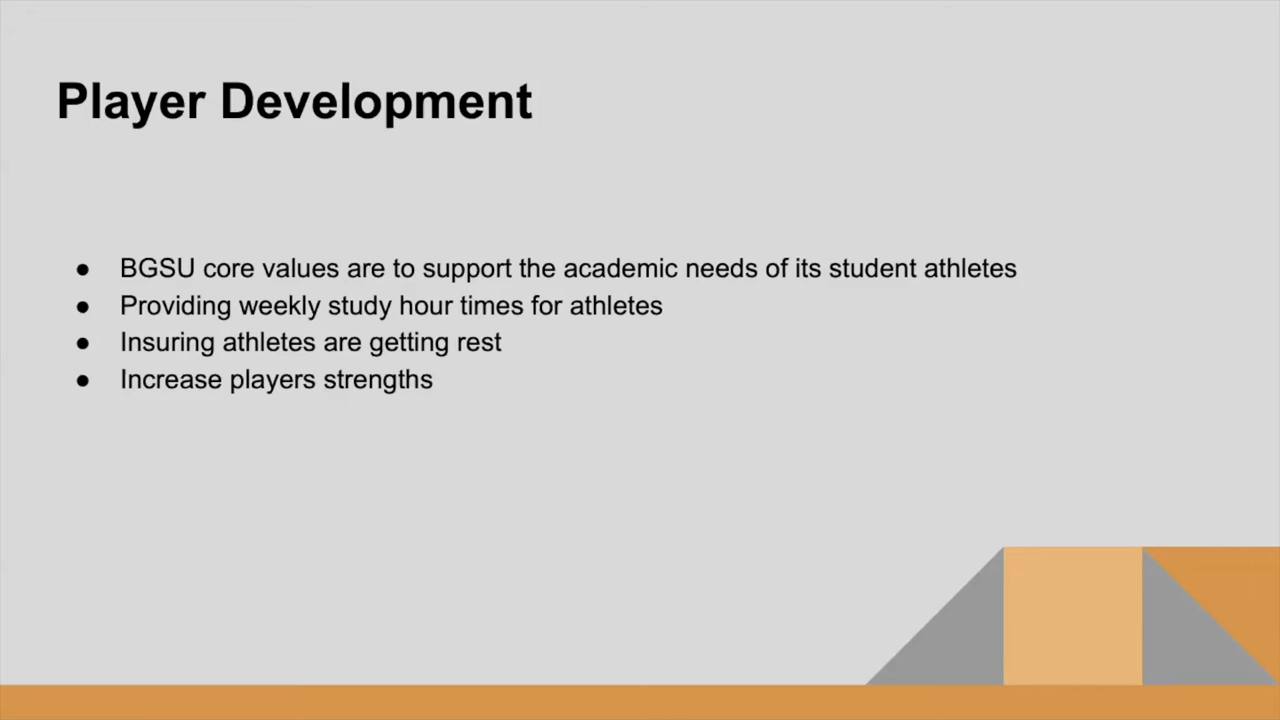 Player Development
● BGSU core values are to support the academic needs of its student athletes
● Providing weekly study hour times for athletes
● Insuring athletes are getting rest
● Increase players strengths